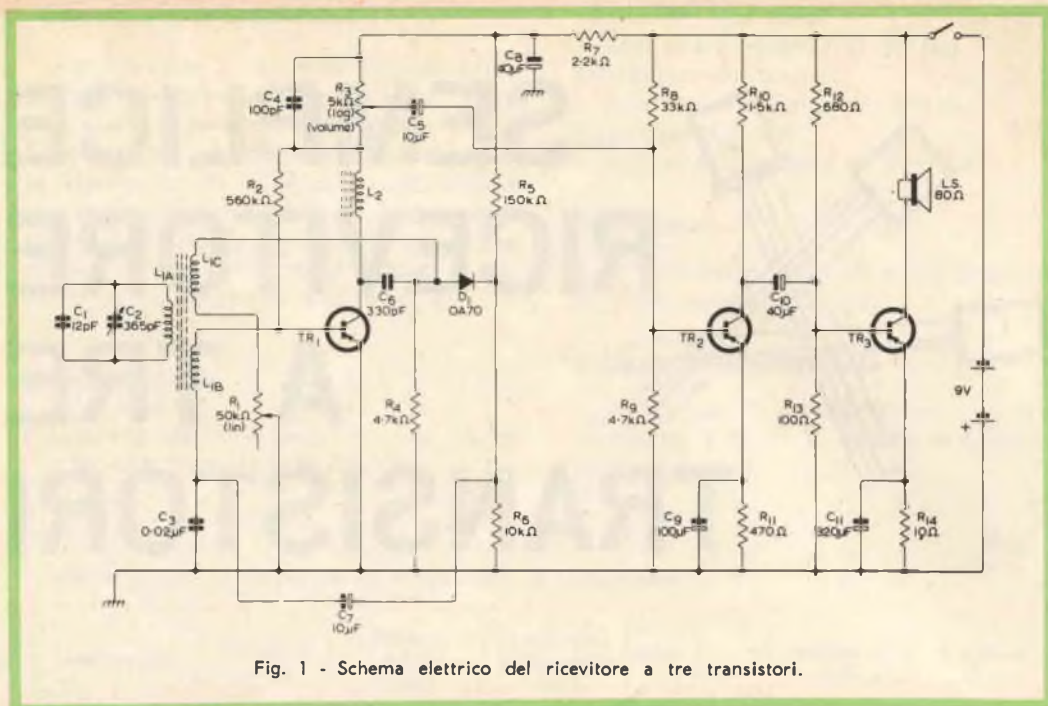 C8
40µF
R7
2·2kΩ
C4
100pF
R3
5kΩ
(log)
(volume)
C5
10µF
R8
33kΩ
R10
1·5kΩ
R12
680Ω
R2
560kΩ
L2
R5
150kΩ
L.S.
80Ω
L1A
L1C
C1
12pF
C2
365pF
C6
330pF
D1
OA70
C10
40µF
TR1
TR2
TR3
L1B
R1
50kΩ
(lin)
R4
4·7kΩ
R9
4·7kΩ
R13
100Ω
9V
+
C3
0·02µF
R6
10kΩ
C9
100µF
R11
470Ω
C11
320µF
R14
10Ω
C7
10µF
Fig. 1 - Schema elettrico del ricevitore a tre transistori.